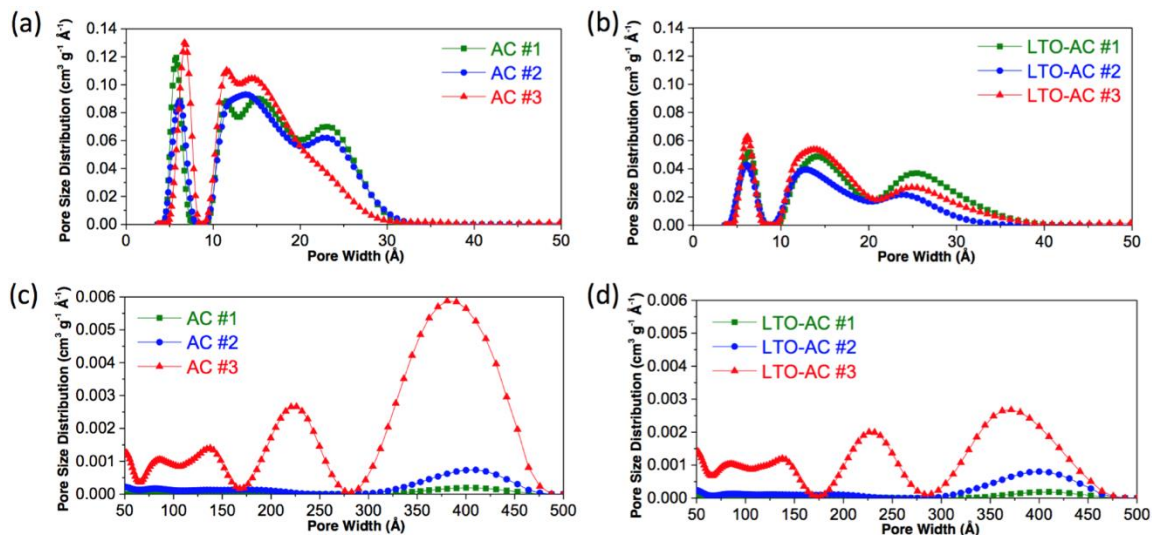 (a)
Pore Size Distribution (cm³ g⁻¹ Å⁻¹)
0.14
0.12
0.10
0.08
0.06
0.04
0.02
0.00
AC #1
AC #2
AC #3
0 10 20 30 40 50
Pore Width (Å)
(b)
Pore Size Distribution (cm³ g⁻¹ Å⁻¹)
0.14
0.12
0.10
0.08
0.06
0.04
0.02
0.00
LTO-AC #1
LTO-AC #2
LTO-AC #3
0 10 20 30 40 50
Pore Width (Å)
(c)
Pore Size Distribution (cm³ g⁻¹ Å⁻¹)
0.006
0.005
0.004
0.003
0.002
0.001
0.000
AC #1
AC #2
AC #3
50 100 150 200 250 300 350 400 450 500
Pore Width (Å)
(d)
Pore Size Distribution (cm³ g⁻¹ Å⁻¹)
0.006
0.005
0.004
0.003
0.002
0.001
0.000
LTO-AC #1
LTO-AC #2
LTO-AC #3
50 100 150 200 250 300 350 400 450 500
Pore Width (Å)